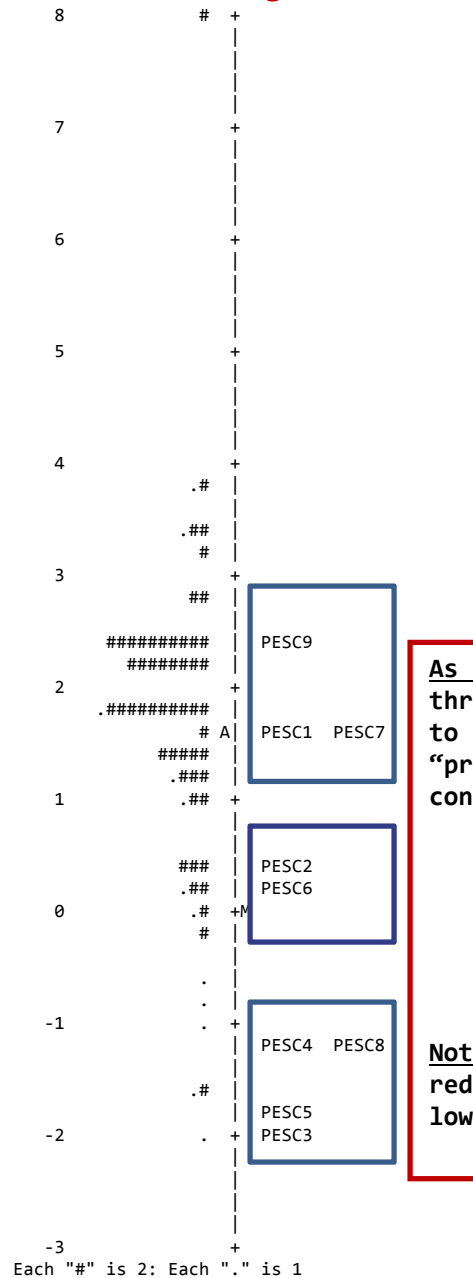 8 # +
|
|
|
|
7 +
|
|
|
|
6 +
|
|
|
|
5 +
|
|
|
|
4 +
.# |
|
.## |
# |
3 +
## |
|
########## | PESC9
######## | As
2 + thr
.########## | to
# A| PESC1 PESC7 “pr
##### | con
.### |
1 .## +
|
|
### | PESC2
.## | PESC6
0 .# +M
# |
|
. |
. |
-1 . +
| PESC4 PESC8 Not
| red
.# | low
| PESC5
-2 . + PESC3
|
|
|
|
-3 +
Each "#" is 2: Each "." is 1